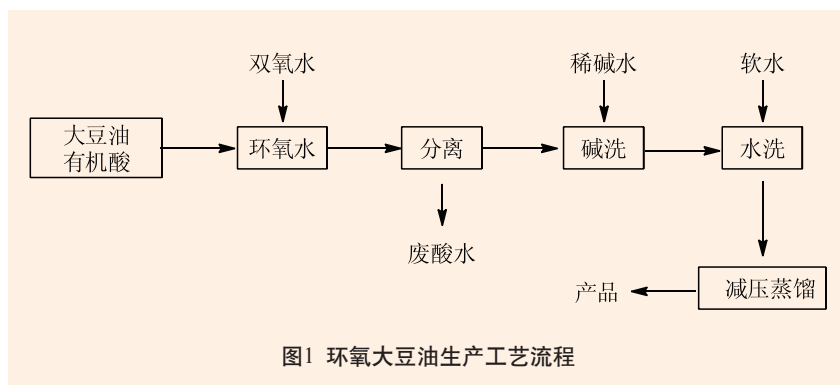 双氧水
稀碱水
软水
大豆油
有机酸
环氧水
分离
碱洗
水洗
废酸水
产品
减压蒸馏
图1 环氧大豆油生产工艺流程